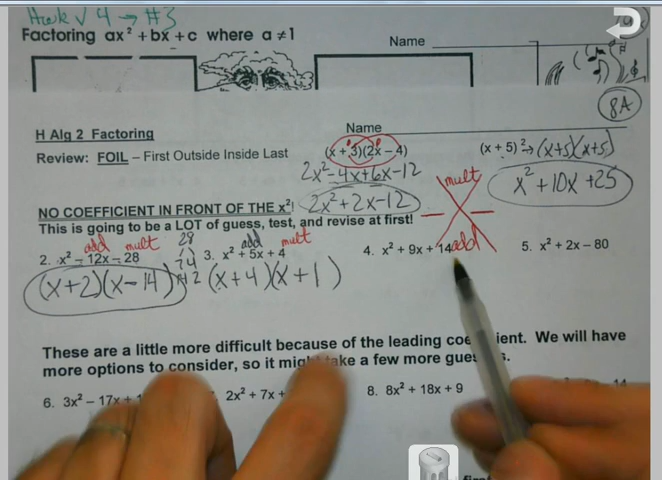 Hwk √ 4 → #3
Factoring ax² + bx + c where a ≠ 1
Name
8A
H Alg 2 Factoring
Name
Review: FOIL – First Outside Inside Last
(x + 3)(2x – 4)
(x + 5)² → (x+5)(x+5)
2x² – 4x + 6x – 12
2x² + 2x – 12
mult
add
x² + 10x + 25
NO COEFFICIENT IN FRONT OF THE x²!
This is going to be a LOT of guess, test, and revise at first!
add mult
28
add mult
2. x² – 12x – 28
3. x² + 5x + 4
4. x² + 9x + 14
5. x² + 2x – 80
(x+2)(x–14)
(x+4)(x+1)
These are a little more difficult because of the leading We will have
more options to consider, so it take a few more
6. 3x² – 17x +
2x² + 7x +
8. 8x² + 18x + 9